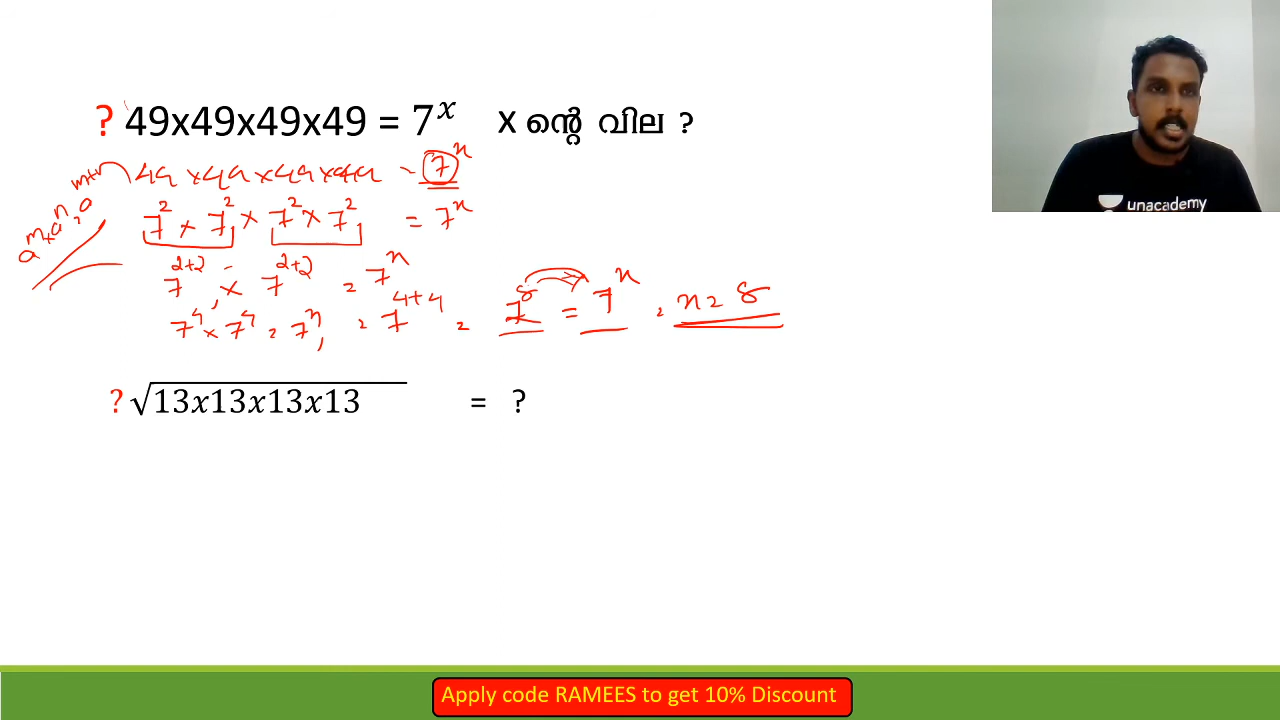 ? 49x49x49x49 = 7^x   X ന്റെ വില ?
49 x 49 x 49 x 49 = 7^x
a^m x a^n = a^m+n
7^2 x 7^2 x 7^2 x 7^2 = 7^x
7^2+2 x 7^2+2 = 7^x
7^4 x 7^4 = 7^x, = 7^4+4 = 7^8 = 7^x, x = 8
unacademy
? √13x13x13x13 = ?
Apply code RAMEES to get 10% Discount